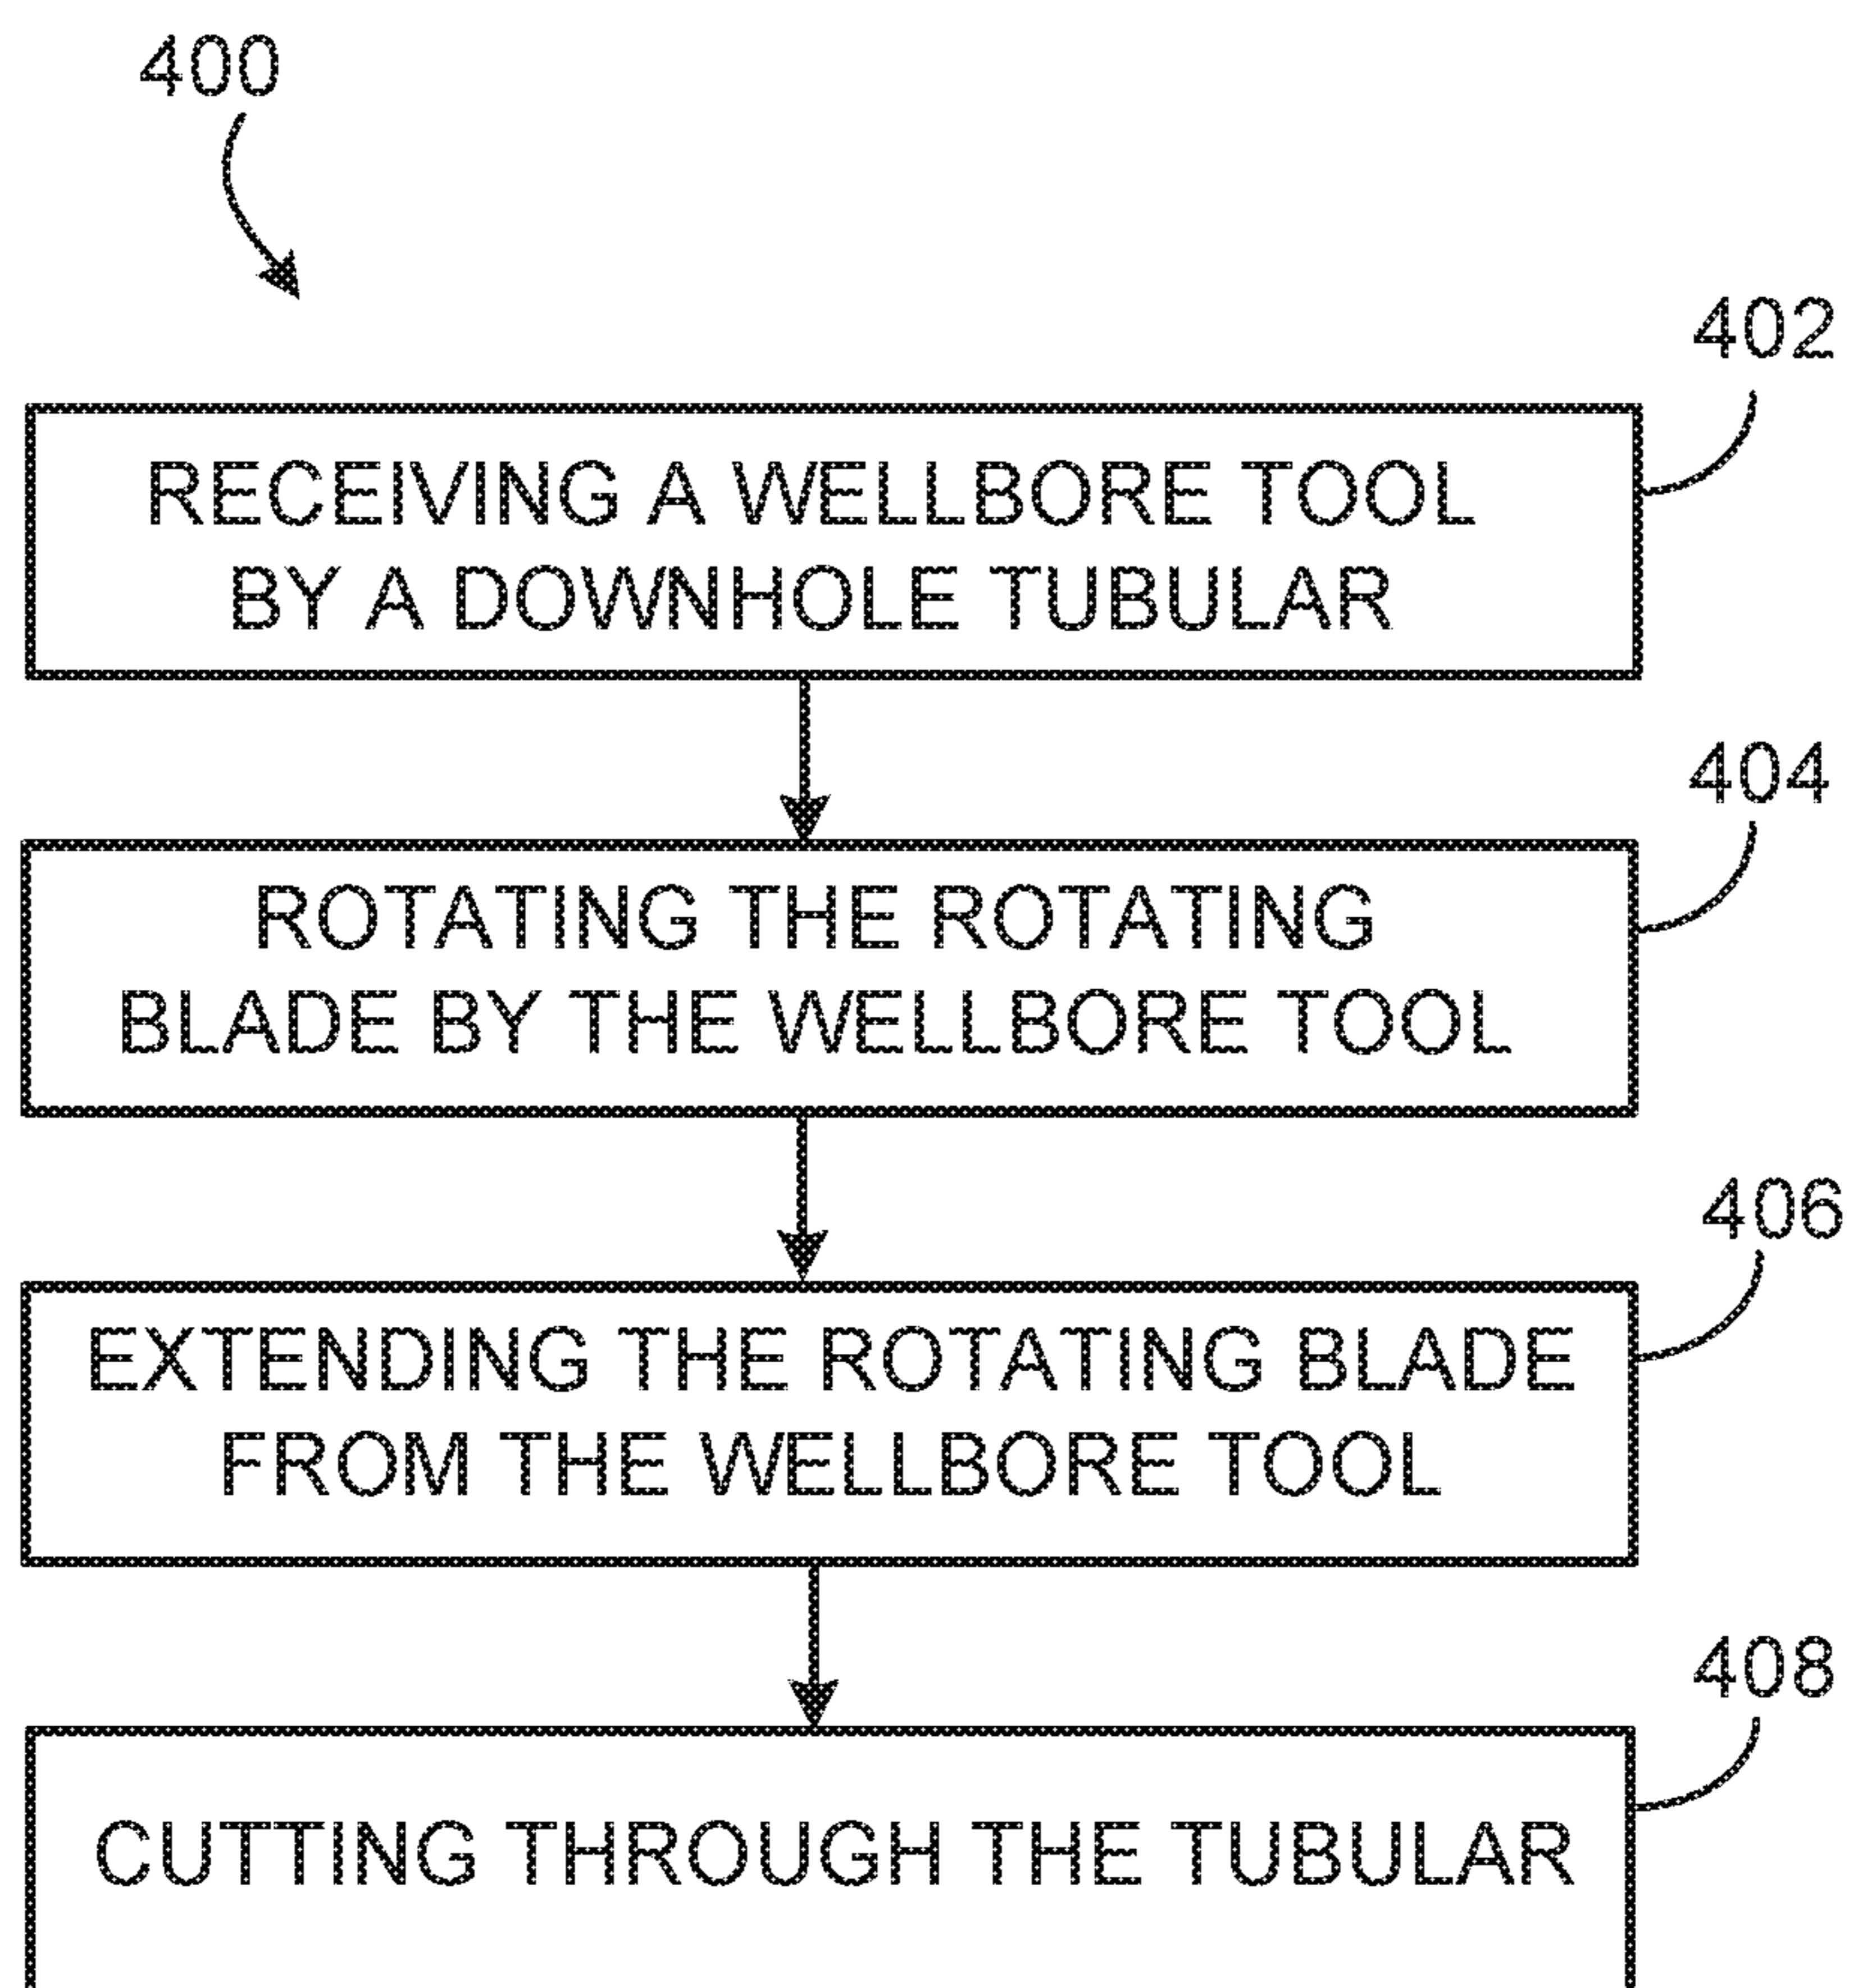 400
402
RECEIVING A WELLBORE TOOL
BY A DOWNHOLE TUBULAR
404
ROTATING THE ROTATING
BLADE BY THE WELLBORE TOOL
406
EXTENDING THE ROTATING BLADE
FROM THE WELLBORE TOOL
408
CUTTING THROUGH THE TUBULAR